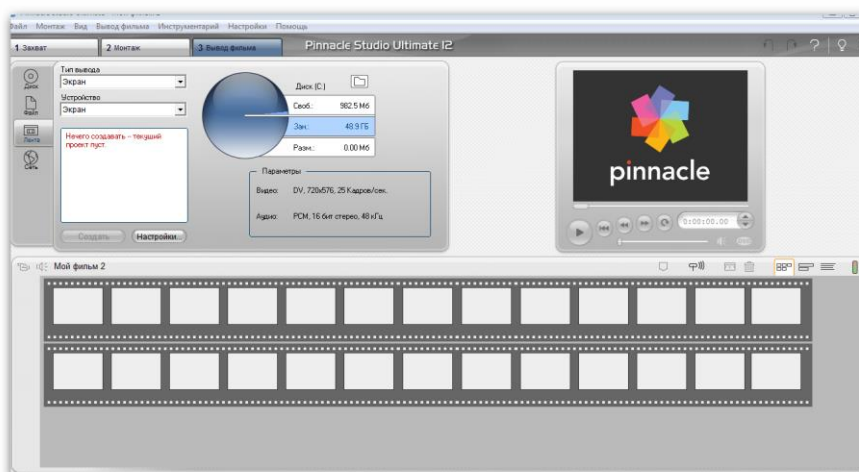 Файл Монтаж Вид Вывод фильма Инструментарий Настройки Помощь
1 Захват
2 Монтаж
3 Вывод фильма
Pinnacle Studio Ultimate 12
Диск
Файл
Лента
Сеть
Тип вывода
Экран
Устройство
Экран
Нечего создавать – текущий
проект пуст.
Создать
Настройки...
Диск (C:)
Своб.: 982.5 Мб
Зан.: 48.9 ГБ
Разм.: 0.00 Мб
Параметры
Видео: DV, 720x576, 25 Кадров/сек.
Аудио: PCM, 16 бит стерео, 48 кГц
pinnacle
0:00:00.00
Мой фильм 2